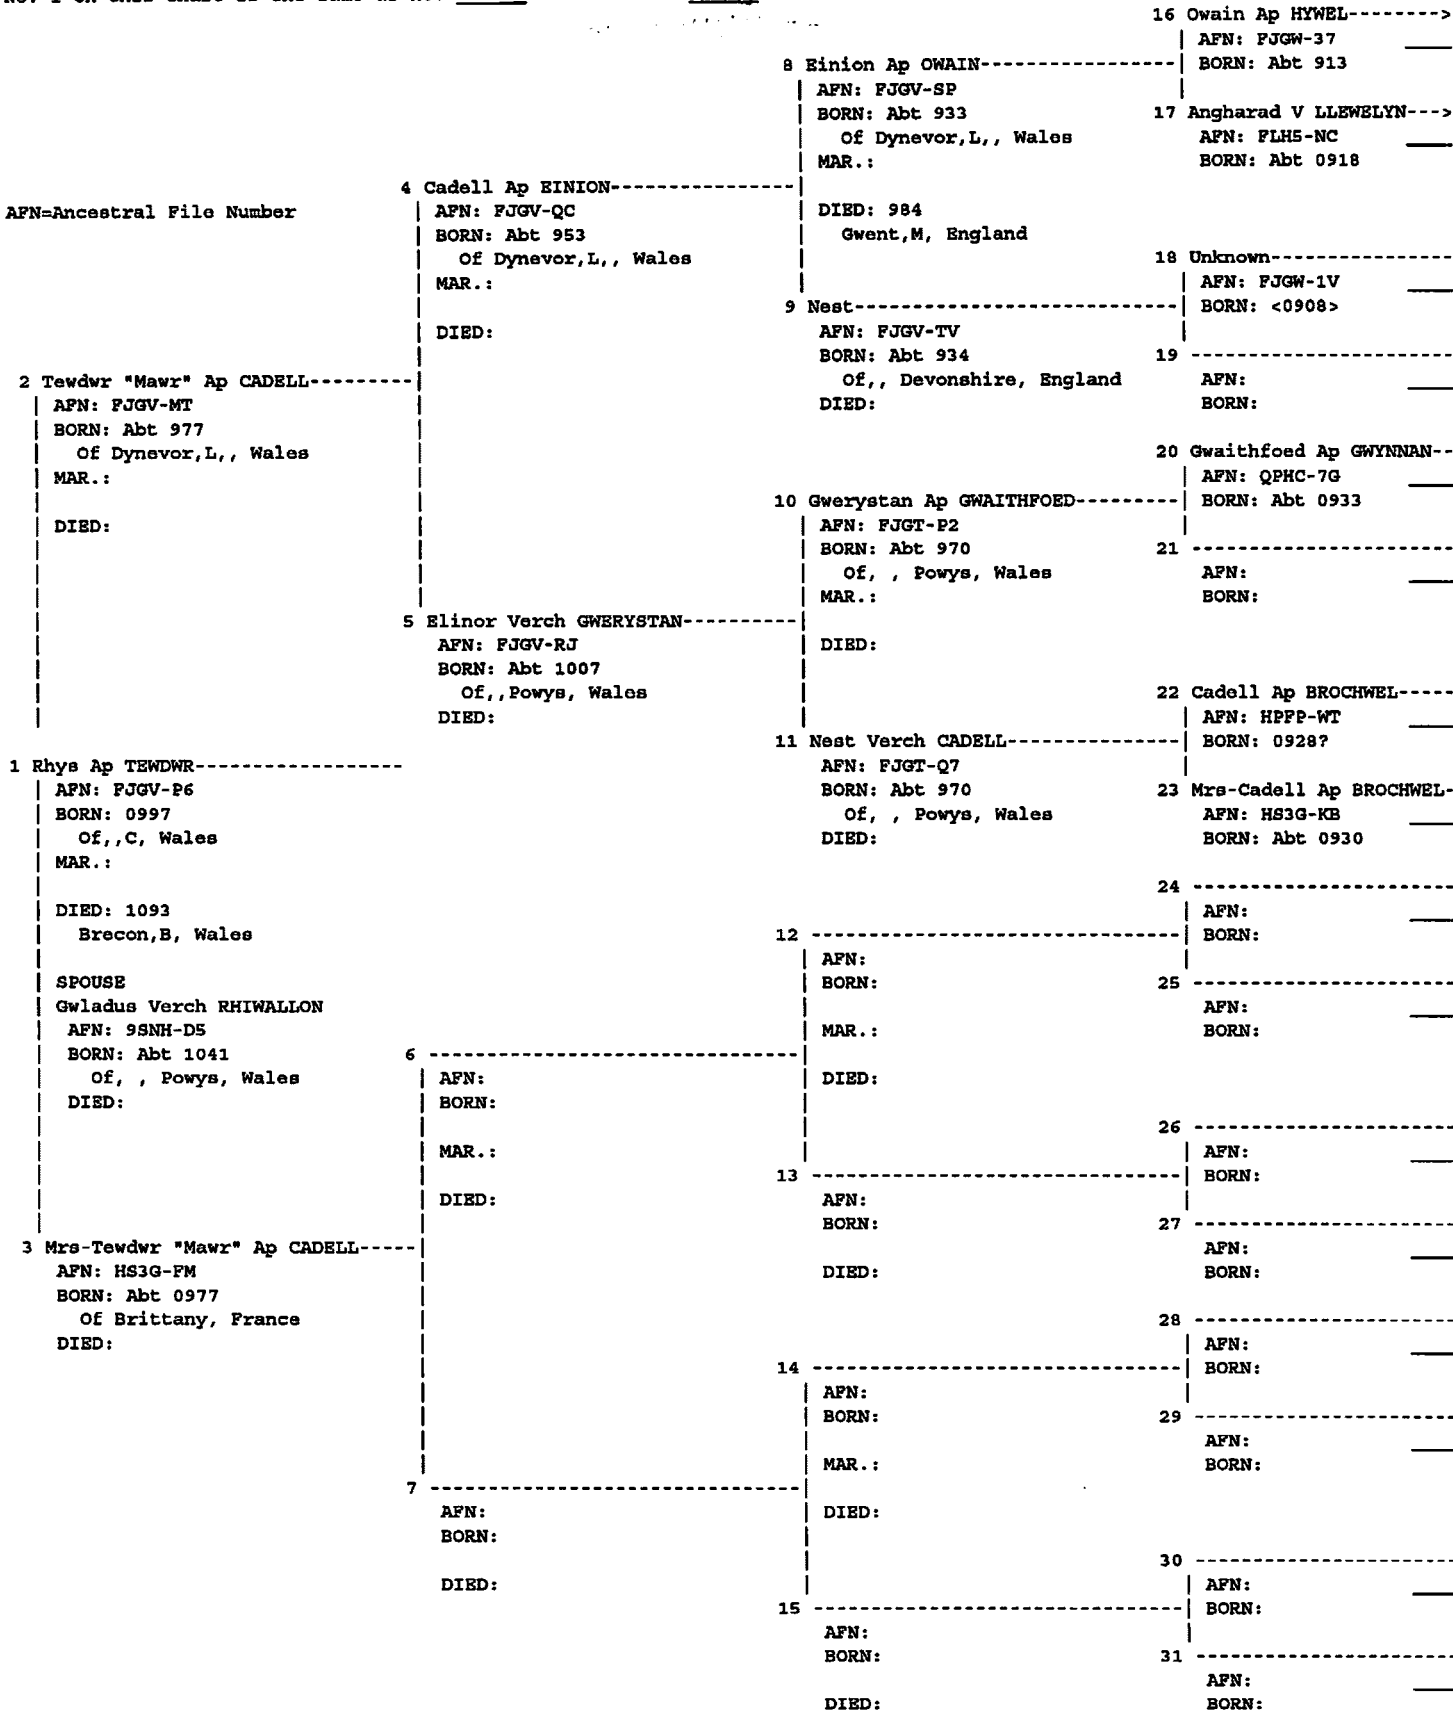 AFN=Ancestral File Number
2 Tewdwr "Mawr" Ap CADELL
AFN: FJGV-MT
BORN: Abt 977
Of Dynevor,L,, Wales
MAR.:
DIED:
1 Rhys Ap TEWDWR
AFN: FJGV-P6
BORN: 0997
Of,,C, Wales
MAR.:
DIED: 1093
Brecon,B, Wales
SPOUSE
Gwladus Verch RHIWALLON
AFN: 9SNH-D5
BORN: Abt 1041
Of, , Powys, Wales
DIED:
3 Mrs-Tewdwr "Mawr" Ap CADELL
AFN: HS3G-FM
BORN: Abt 0977
Of Brittany, France
DIED:
4 Cadell Ap EINION
AFN: FJGV-QC
BORN: Abt 953
Of Dynevor,L,, Wales
MAR.:
DIED:
5 Elinor Verch GWERYSTAN
AFN: FJGV-RJ
BORN: Abt 1007
Of,,Powys, Wales
DIED:
6
AFN:
BORN:
MAR.:
DIED:
7
AFN:
BORN:
DIED:
8 Einion Ap OWAIN
AFN: FJGV-SP
BORN: Abt 933
Of Dynevor,L,, Wales
MAR.:
DIED: 984
Gwent,M, England
9 Nest
AFN: FJGV-TV
BORN: Abt 934
Of,, Devonshire, England
DIED:
10 Gwerystan Ap GWAITHFOED
AFN: FJGT-P2
BORN: Abt 970
Of, , Powys, Wales
MAR.:
DIED:
11 Nest Verch CADELL
AFN: FJGT-Q7
BORN: Abt 970
Of, , Powys, Wales
DIED:
12
AFN:
BORN:
MAR.:
DIED:
13
AFN:
BORN:
DIED:
14
AFN:
BORN:
MAR.:
DIED:
15
AFN:
BORN:
DIED:
16 Owain Ap HYWEL-------->
AFN: FJGW-37
BORN: Abt 913
17 Angharad V LLEWELYN--->
AFN: FLH5-NC
BORN: Abt 0918
18 Unknown
AFN: FJGW-1V
BORN: <0908>
19
AFN:
BORN:
20 Gwaithfoed Ap GWYNNAN
AFN: QPHC-7G
BORN: Abt 0933
21
AFN:
BORN:
22 Cadell Ap BROCHWEL
AFN: HPFP-WT
BORN: 0928?
23 Mrs-Cadell Ap BROCHWEL
AFN: HS3G-KB
BORN: Abt 0930
24
AFN:
BORN:
25
AFN:
BORN:
26
AFN:
BORN:
27
AFN:
BORN:
28
AFN:
BORN:
29
AFN:
BORN:
30
AFN:
BORN:
31
AFN:
BORN: